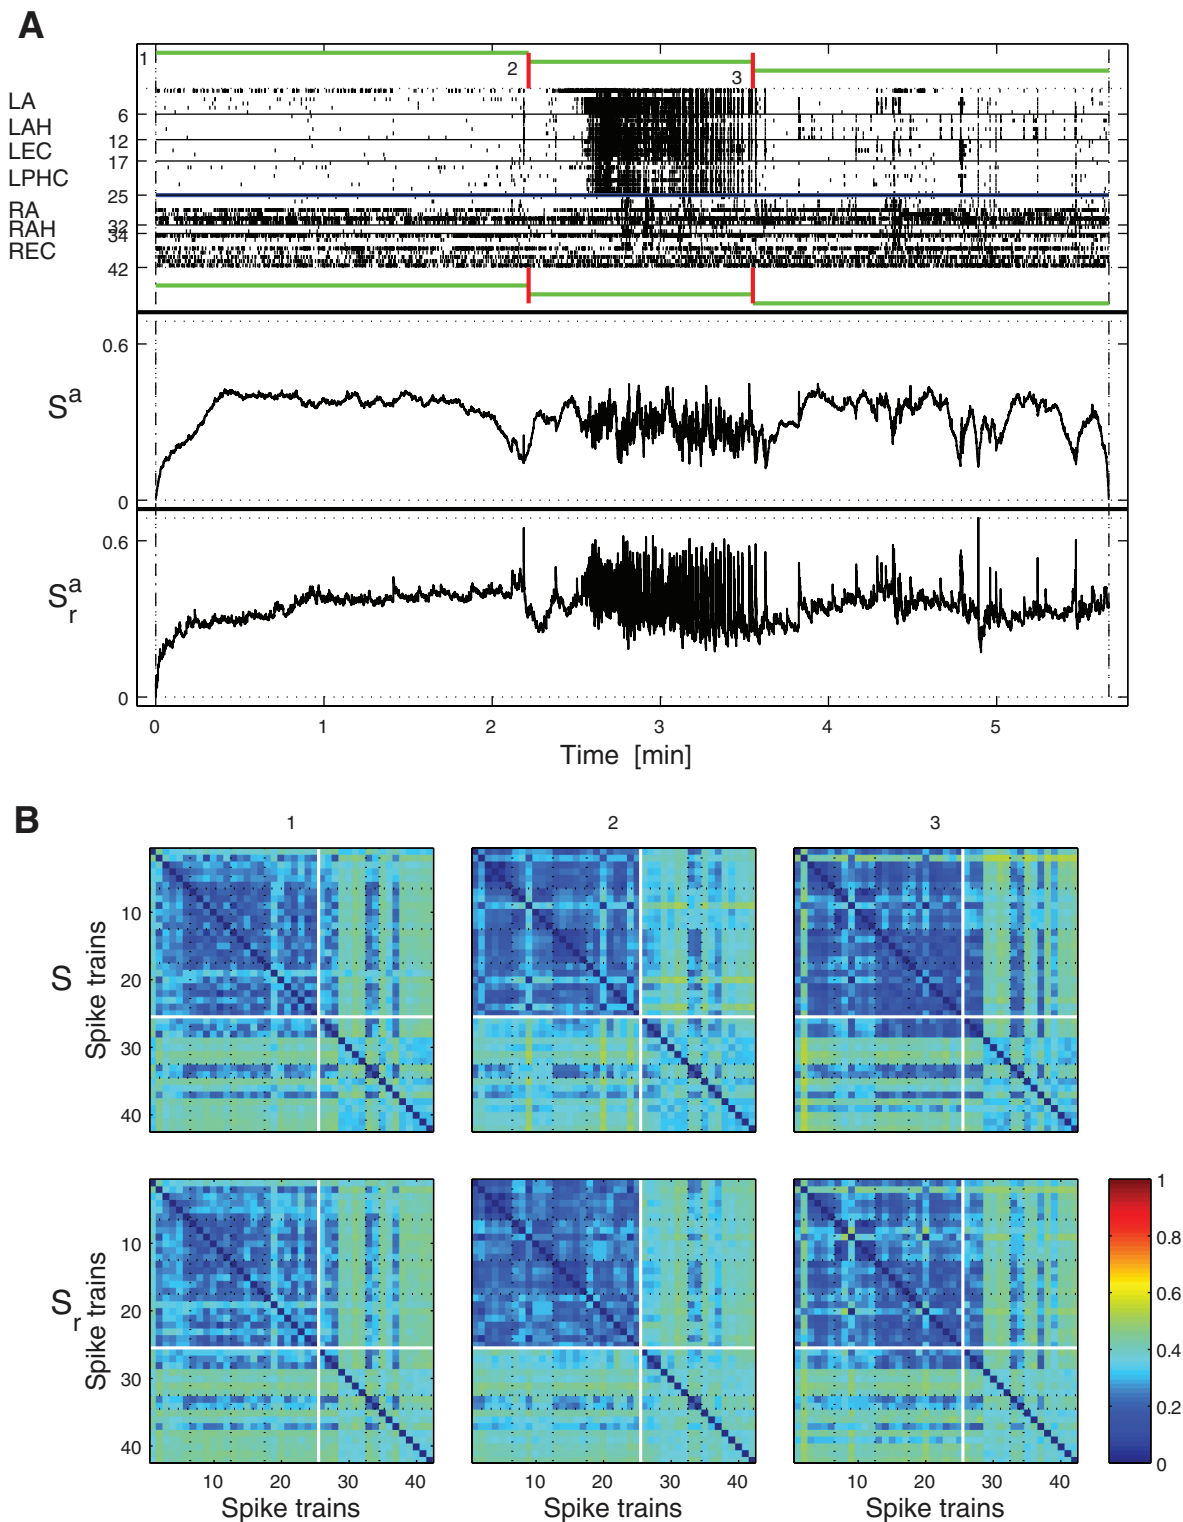 A
1
2
3
LA
6
LAH
12
LEC
17
LPHC
25
RA
32
RAH
34
REC
42
0.6
S^a
0
0.6
S_r^a
0
0 1 2 3 4 5
Time [min]
B
1 2 3
S
Spike trains
10
20
30
40
S_r
Spike trains
10
20
30
40
10 20 30 40 10 20 30 40 10 20 30 40
Spike trains Spike trains Spike trains
1
0.8
0.6
0.4
0.2
0